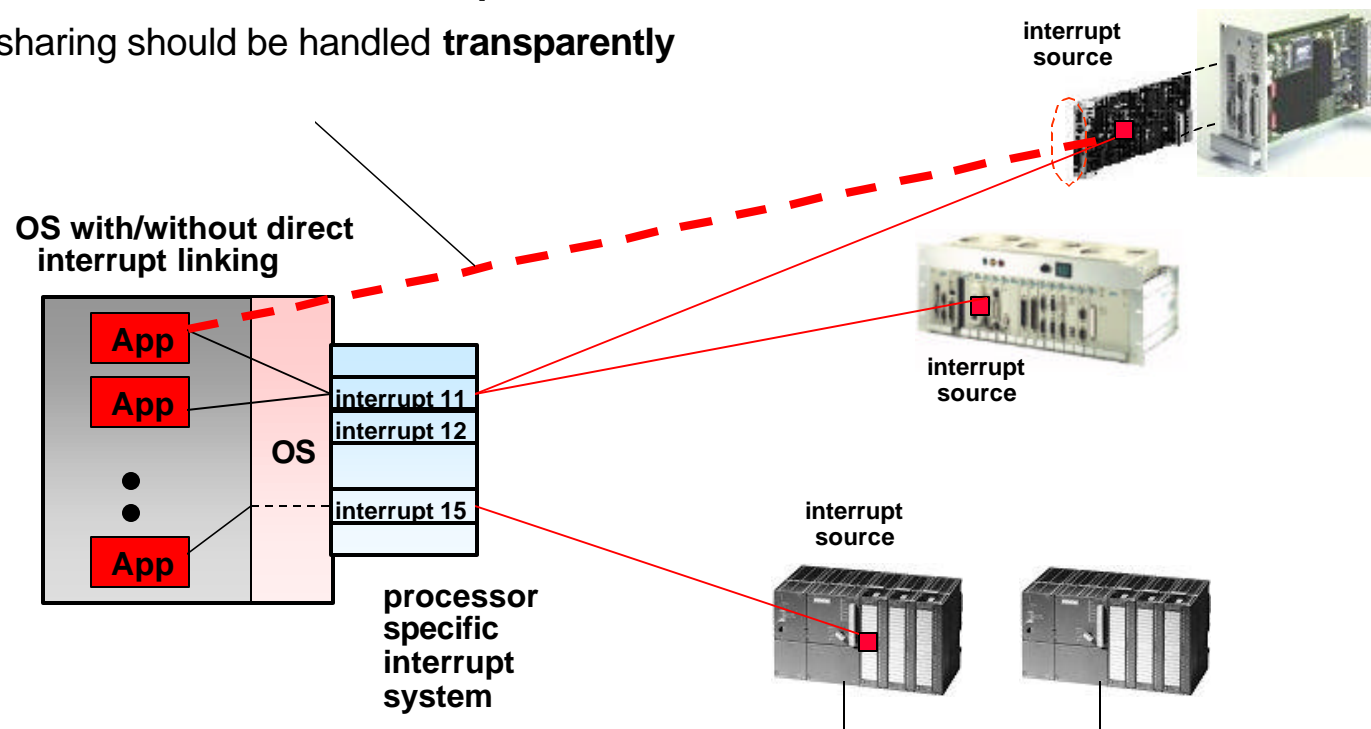 sharing should be handled transparently
interrupt
source
OS with/without direct
interrupt linking
App
App
App
OS
interrupt 11
interrupt 12
interrupt 15
processor
specific
interrupt
system
interrupt
source
interrupt
source